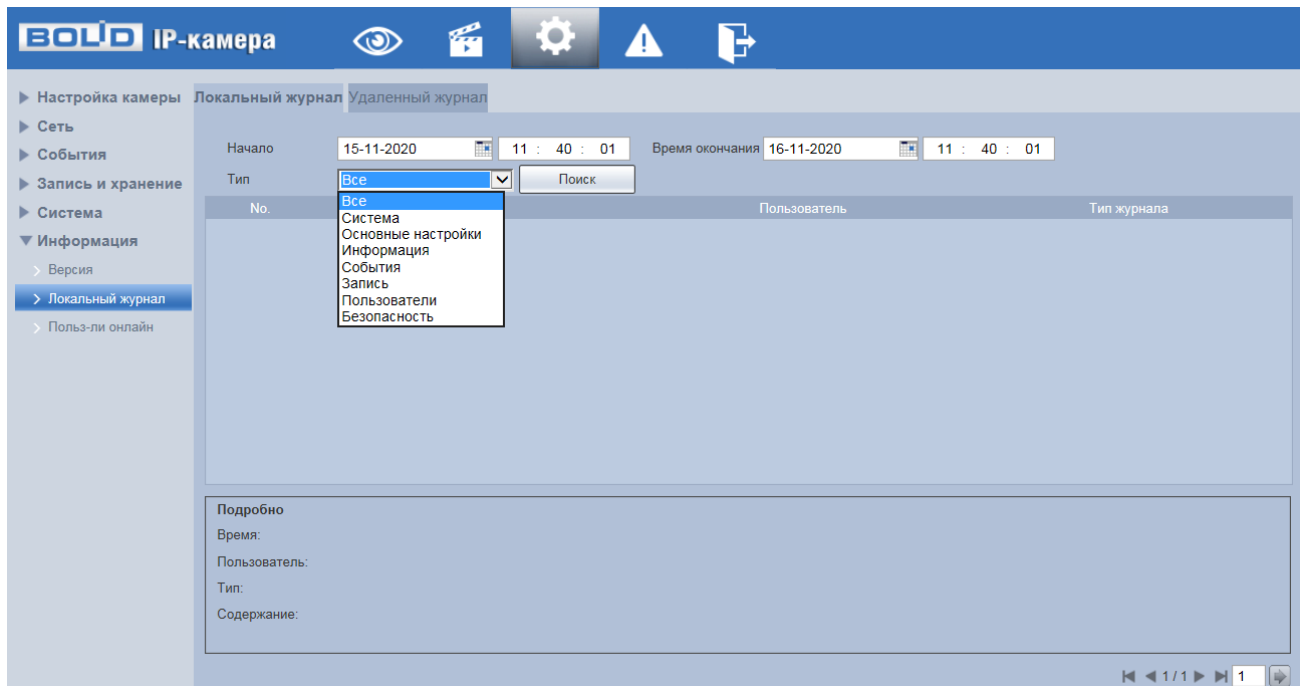 BOLID IP-камера
Настройка камеры
Сеть
События
Запись и хранение
Система
Информация
Версия
Локальный журнал
Польз-ли онлайн
Локальный журнал Удаленный журнал
Начало 15-11-2020 11 : 40 : 01 Время окончания 16-11-2020 11 : 40 : 01
Тип Все Поиск
Все
Система
Основные настройки
Информация
События
Запись
Пользователи
Безопасность
No. Пользователь Тип журнала
Подробно
Время:
Пользователь:
Тип:
Содержание:
1 / 1 1